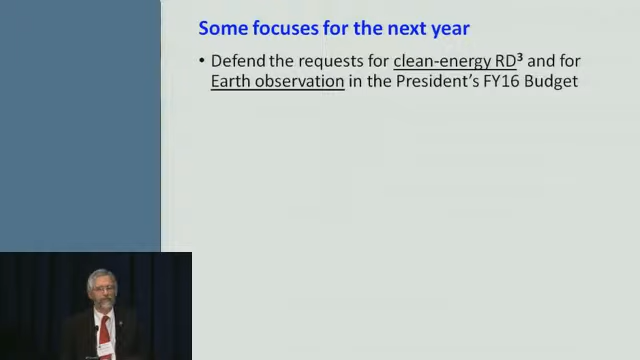 Some focuses for the next year
• Defend the requests for clean-energy RD³ and for
Earth observation in the President's FY16 Budget